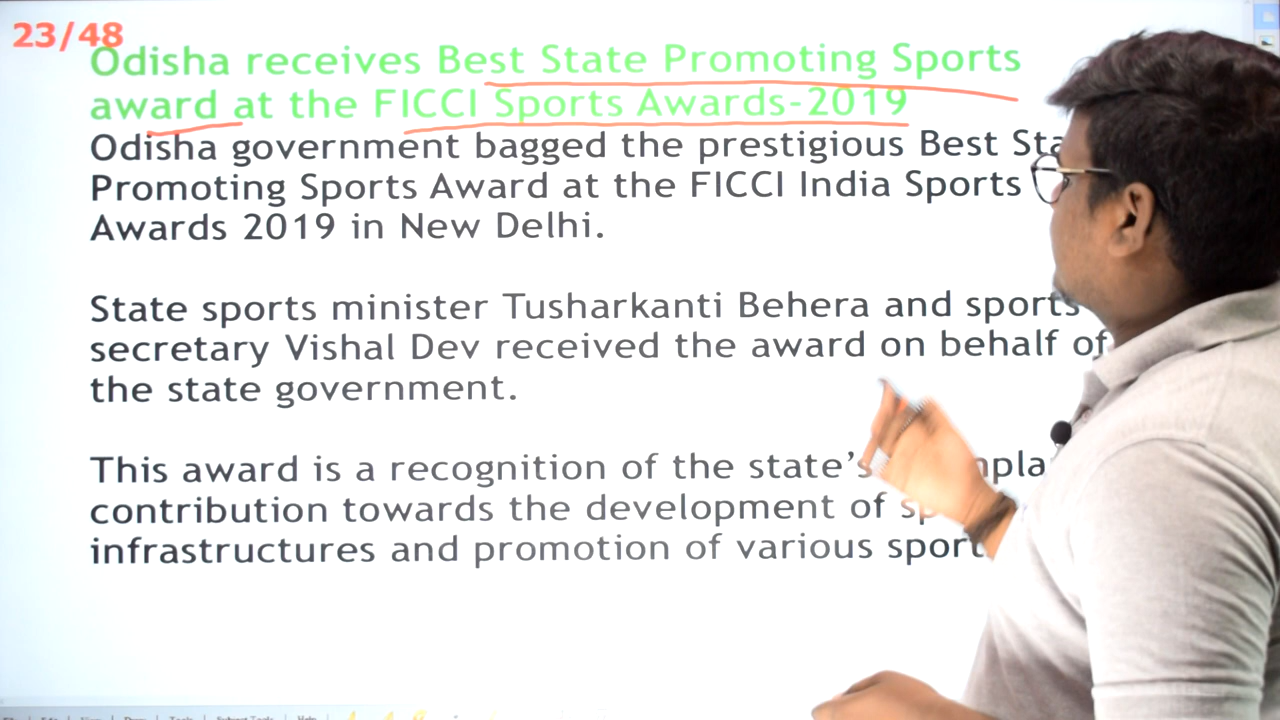 23/48
Odisha receives Best State Promoting Sports
award at the FICCI Sports Awards-2019
Odisha government bagged the prestigious Best
Promoting Sports Award at the FICCI India Sports
Awards 2019 in New Delhi.
State sports minister Tusharkanti Behera and sports
secretary Vishal Dev received the award on behalf of
the state government.
This award is a recognition of the state's
contribution towards the development of
infrastructures and promotion of various